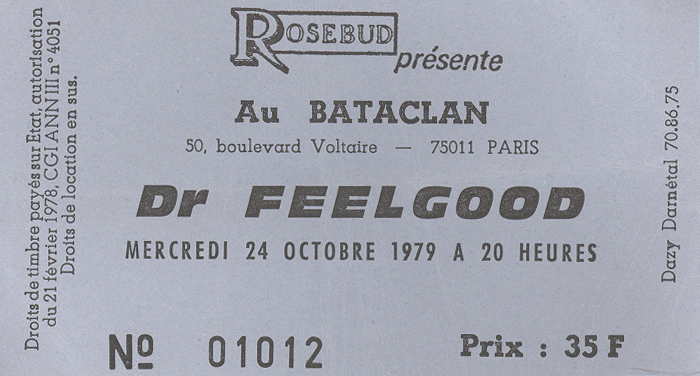 ROSEBUD
présente
Au BATACLAN
50, boulevard Voltaire — 75011 PARIS
Dr FEELGOOD
MERCREDI 24 OCTOBRE 1979 A 20 HEURES
Nº 01012
Prix : 35 F
Droits de timbre payés sur Etat, autorisation
du 21 février 1978, CGI ANN III n° 4051
Droits de location en sus.
Dazy Darnétal 70.86.75